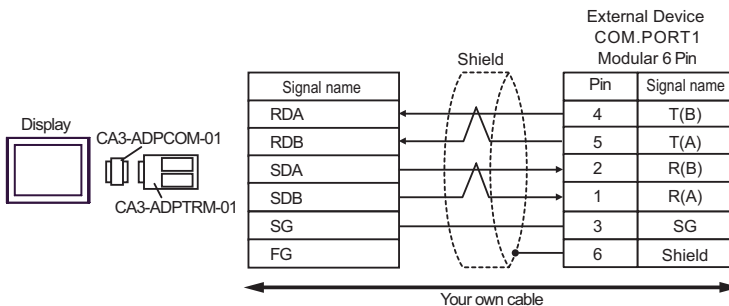 External Device
COM.PORT1
Modular 6 Pin
Shield
Signal name
Pin Signal name
RDA 4 T(B)
RDB 5 T(A)
SDA 2 R(B)
SDB 1 R(A)
SG 3 SG
FG 6 Shield
Display
CA3-ADPCOM-01
CA3-ADPTRM-01
Your own cable